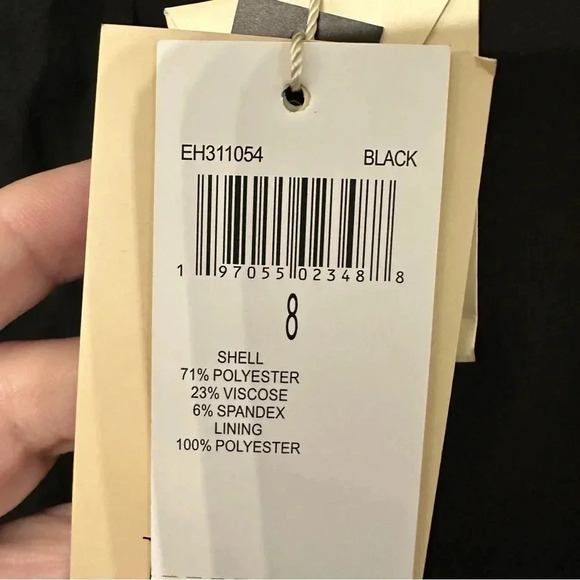 EH311054 BLACK
1 97055 02348 8
8
SHELL
71% POLYESTER
23% VISCOSE
6% SPANDEX
LINING
100% POLYESTER